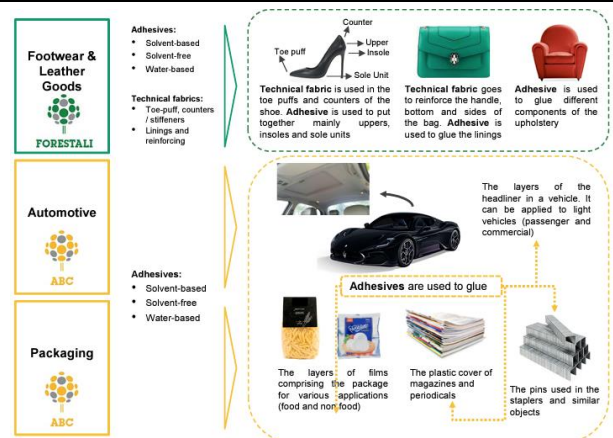 Footwear &
Leather
Goods
FORESTALI
Adhesives:
• Solvent-based
• Solvent-free
• Water-based
Technical fabrics:
• Toe-puff, counters
/ stiffeners
• Linings and
reinforcing
Counter
Toe puff
Upper
Insole
Sole Unit
Technical fabric is used in the
toe puffs and counters of the
shoe. Adhesive is used to put
together mainly uppers,
insoles and sole units
Technical fabric goes
to reinforce the handle,
bottom and sides of
the bag. Adhesive is
used to glue the linings
Adhesive is used
to glue different
components of the
upholstery
Automotive
ABC
Packaging
ABC
Adhesives:
• Solvent-based
• Solvent-free
• Water-based
The layers of the
headliner in a vehicle. It
can be applied to light
vehicles (passenger and
commercial)
Adhesives are used to glue
The layers of films
comprising the package
for various applications
(food and non food)
The plastic cover of
magazines and
periodicals
The pins used in the
staplers and similar
objects